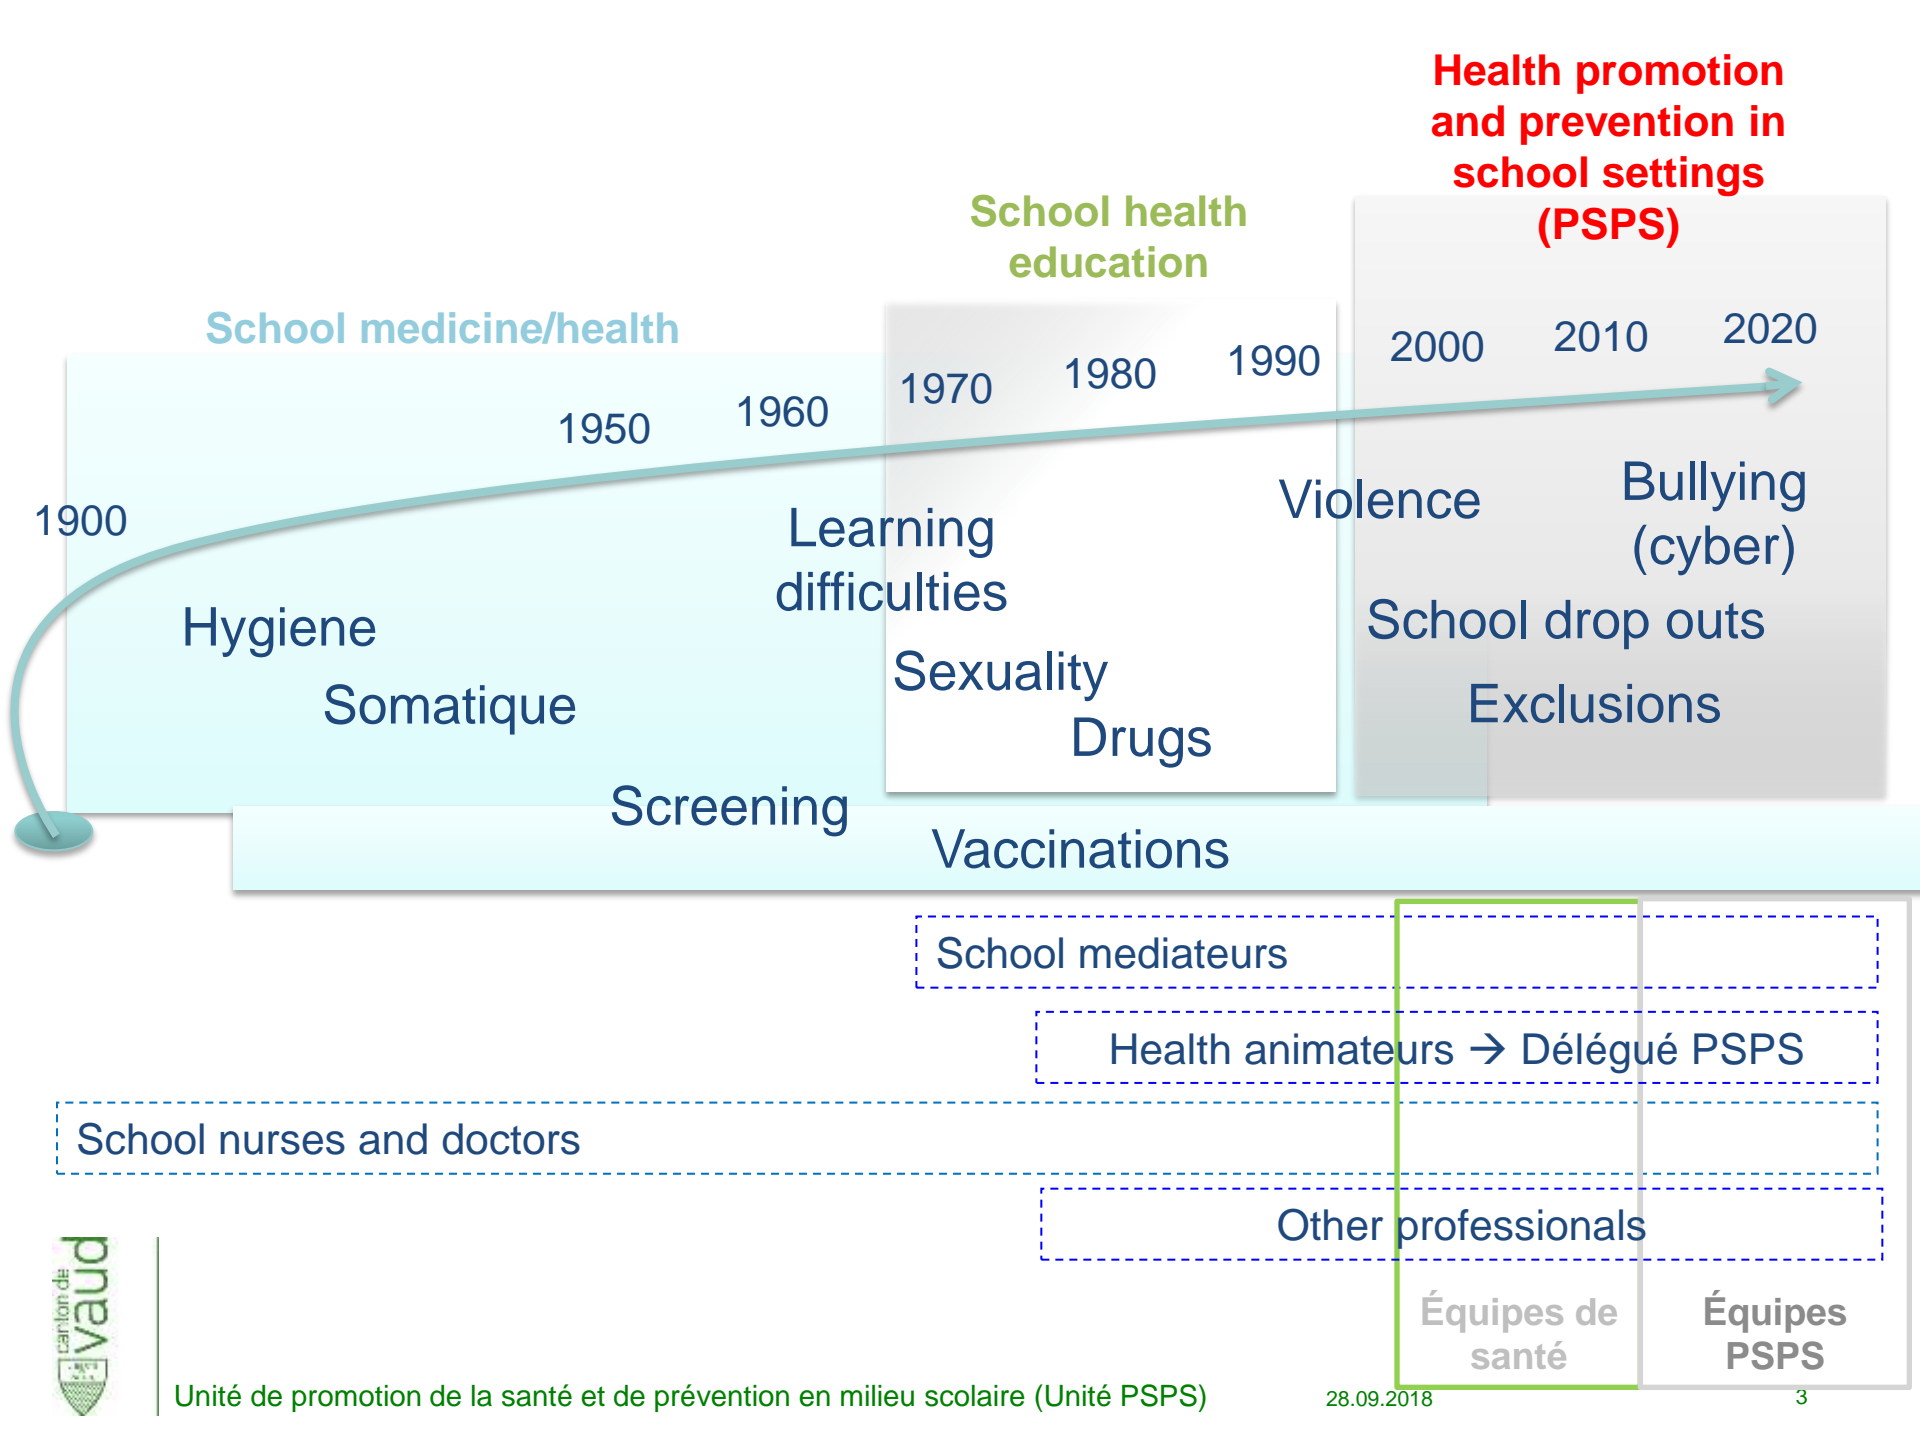 Health promotion
and prevention in
school settings
(PSPS)
School health
education
School medicine/health
1900
1950
1960
1970
1980
1990
2000
2010
2020
Hygiene
Somatique
Screening
Learning
difficulties
Sexuality
Drugs
Violence
Bullying
(cyber)
School drop outs
Exclusions
Vaccinations
School mediateurs
Health animateurs → Délégué PSPS
School nurses and doctors
Other professionals
Équipes de
santé
Équipes
PSPS
canton de
vaud
Unité de promotion de la santé et de prévention en milieu scolaire (Unité PSPS)
28.09.2018
3